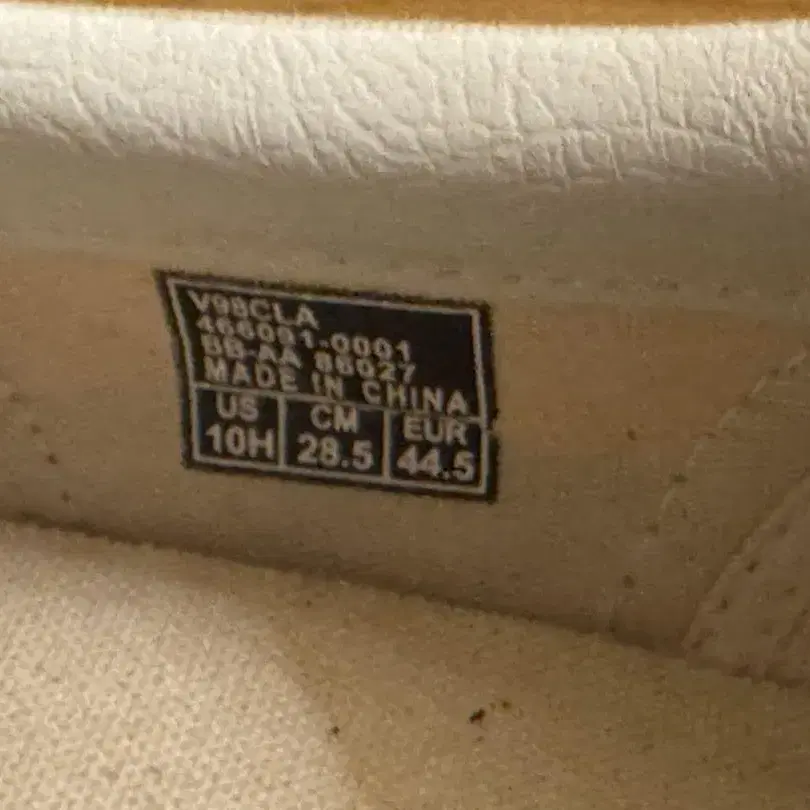 V98CLA
466091-0001
BB-AA 86027
MADE IN CHINA
US CM EUR
10H 28.5 44.5